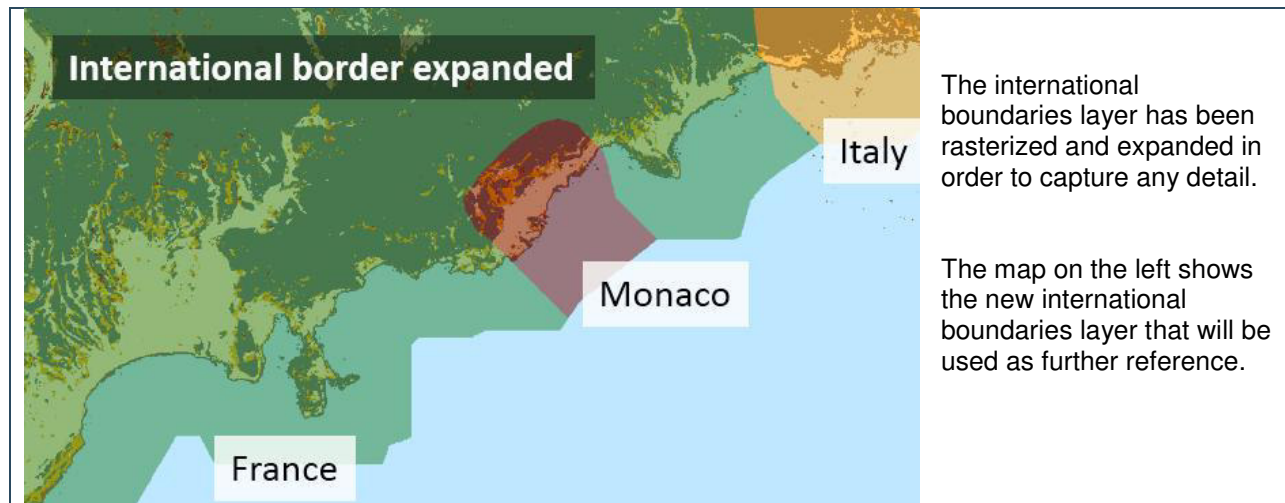 International border expanded
Italy
Monaco
France
The international
boundaries layer has been
rasterized and expanded in
order to capture any detail.
The map on the left shows
the new international
boundaries layer that will be
used as further reference.